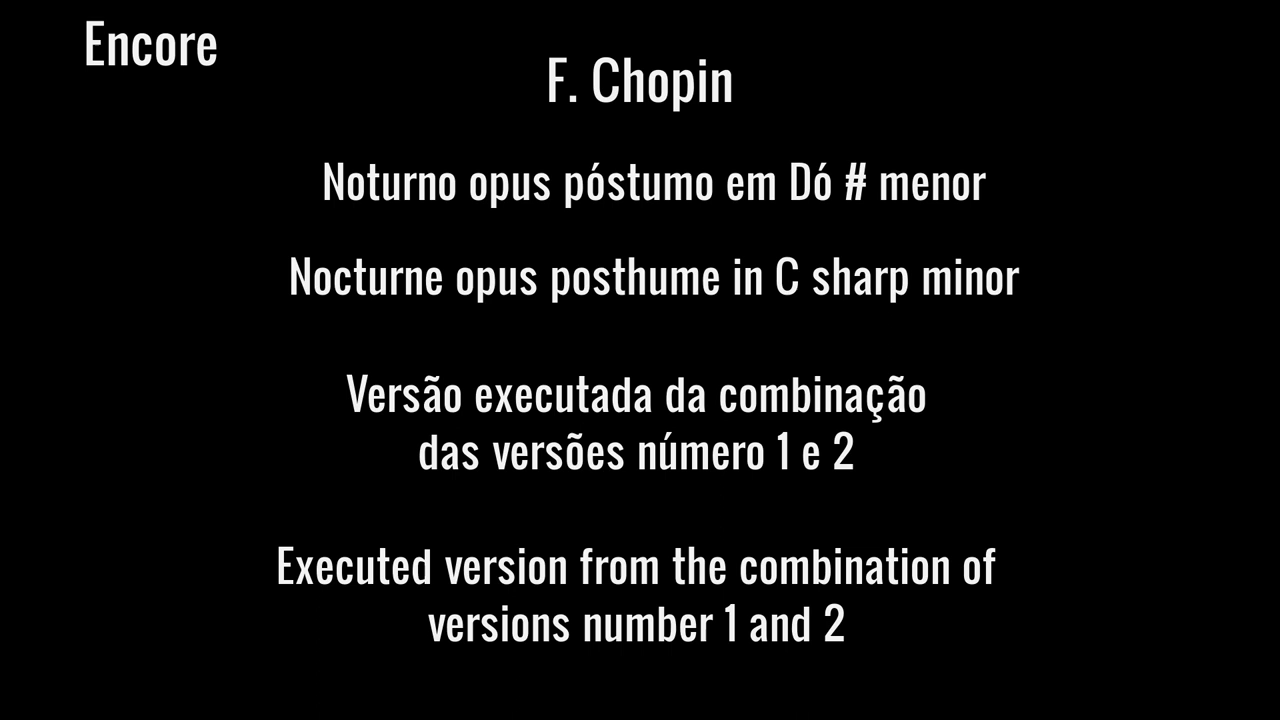 Encore
F. Chopin
Noturno opus póstumo em Dó # menor
Nocturne opus posthume in C sharp minor
Versão executada da combinação
das versões número 1 e 2
Executed version from the combination of
versions number 1 and 2